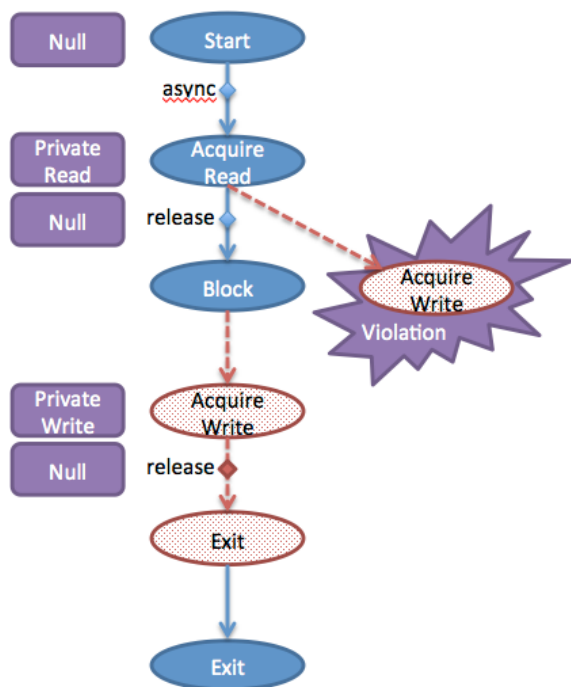 Null
Start
async
Private
Read
Acquire
Read
Null
release
Block
Acquire
Write
Violation
Private
Write
Acquire
Write
Null
release
Exit
Exit